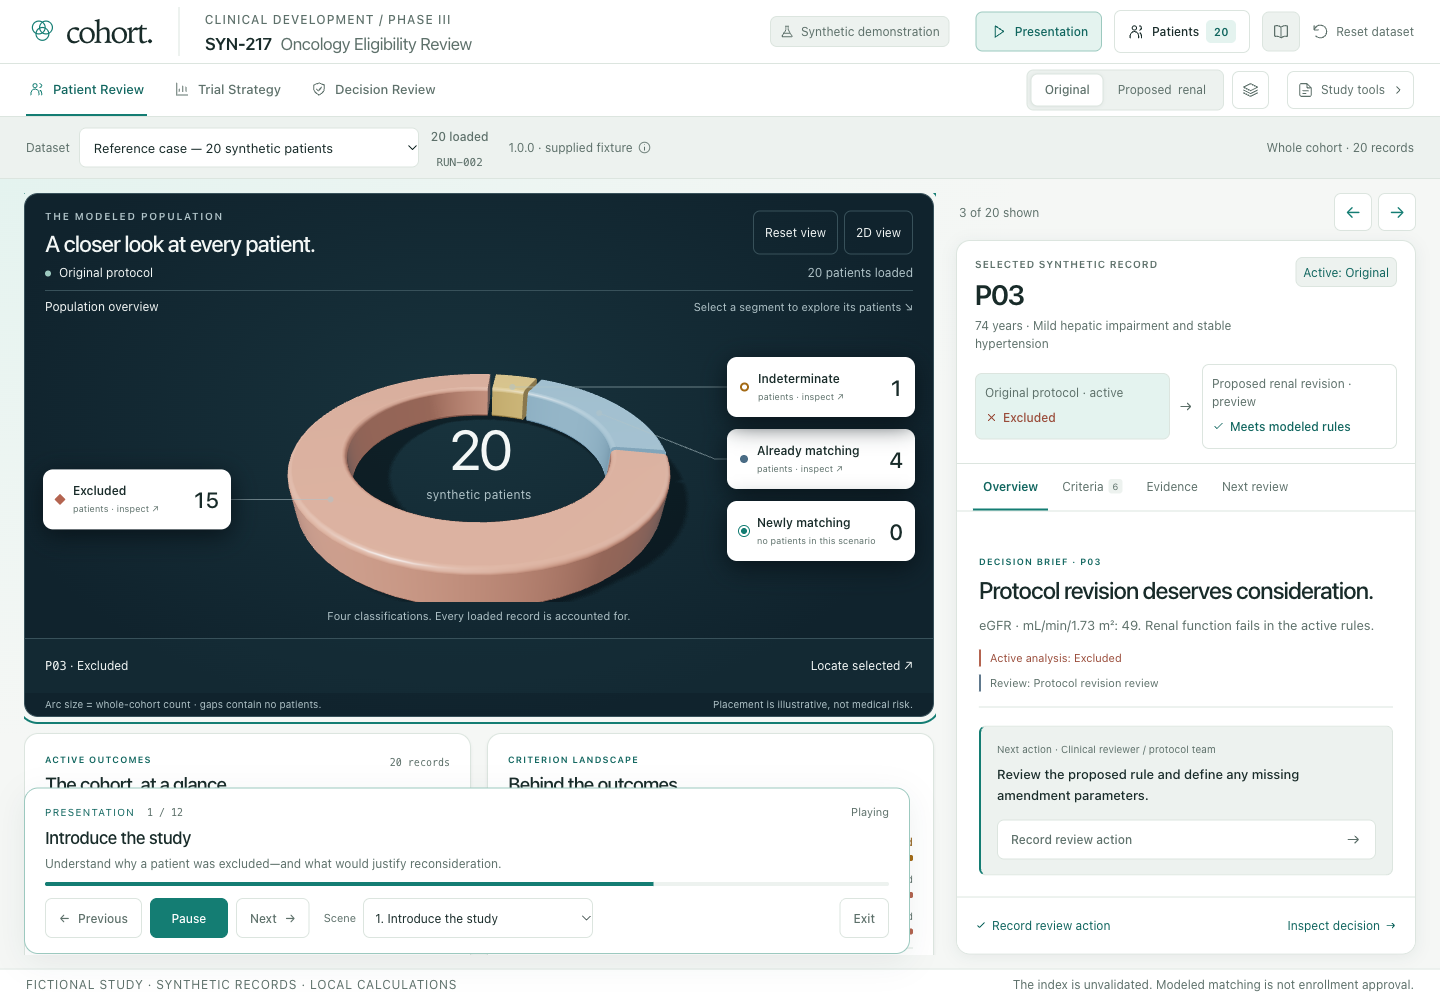 cohort.
CLINICAL DEVELOPMENT / PHASE III
SYN-217 Oncology Eligibility Review
Synthetic demonstration
Presentation
Patients 20
Reset dataset
Patient Review
Trial Strategy
Decision Review
Original
Proposed renal
Study tools
Dataset
Reference case — 20 synthetic patients
20 loaded
RUN-002
1.0.0 · supplied fixture
Whole cohort · 20 records
THE MODELED POPULATION
A closer look at every patient.
Reset view
2D view
Original protocol
20 patients loaded
Population overview
Select a segment to explore its patients ↘
Indeterminate
patients · inspect ↗
1
Already matching
patients · inspect ↗
4
Newly matching
no patients in this scenario
0
Excluded
patients · inspect ↗
15
20
synthetic patients
Four classifications. Every loaded record is accounted for.
P03 · Excluded
Locate selected ↗
Arc size = whole-cohort count · gaps contain no patients.
Placement is illustrative, not medical risk.
ACTIVE OUTCOMES
20 records
The cohort, at a glance
CRITERION LANDSCAPE
Behind the outcomes
PRESENTATION 1 / 12
Playing
Introduce the study
Understand why a patient was excluded—and what would justify reconsideration.
← Previous
Pause
Next →
Scene
1. Introduce the study
Exit
3 of 20 shown
← →
SELECTED SYNTHETIC RECORD
Active: Original
P03
74 years · Mild hepatic impairment and stable
hypertension
Original protocol · active
✕ Excluded
→
Proposed renal revision ·
preview
✓ Meets modeled rules
Overview
Criteria 6
Evidence
Next review
DECISION BRIEF · P03
Protocol revision deserves consideration.
eGFR · mL/min/1.73 m²: 49. Renal function fails in the active rules.
Active analysis: Excluded
Review: Protocol revision review
Next action · Clinical reviewer / protocol team
Review the proposed rule and define any missing
amendment parameters.
Record review action →
✓ Record review action
Inspect decision →
FICTIONAL STUDY · SYNTHETIC RECORDS · LOCAL CALCULATIONS
The index is unvalidated. Modeled matching is not enrollment approval.